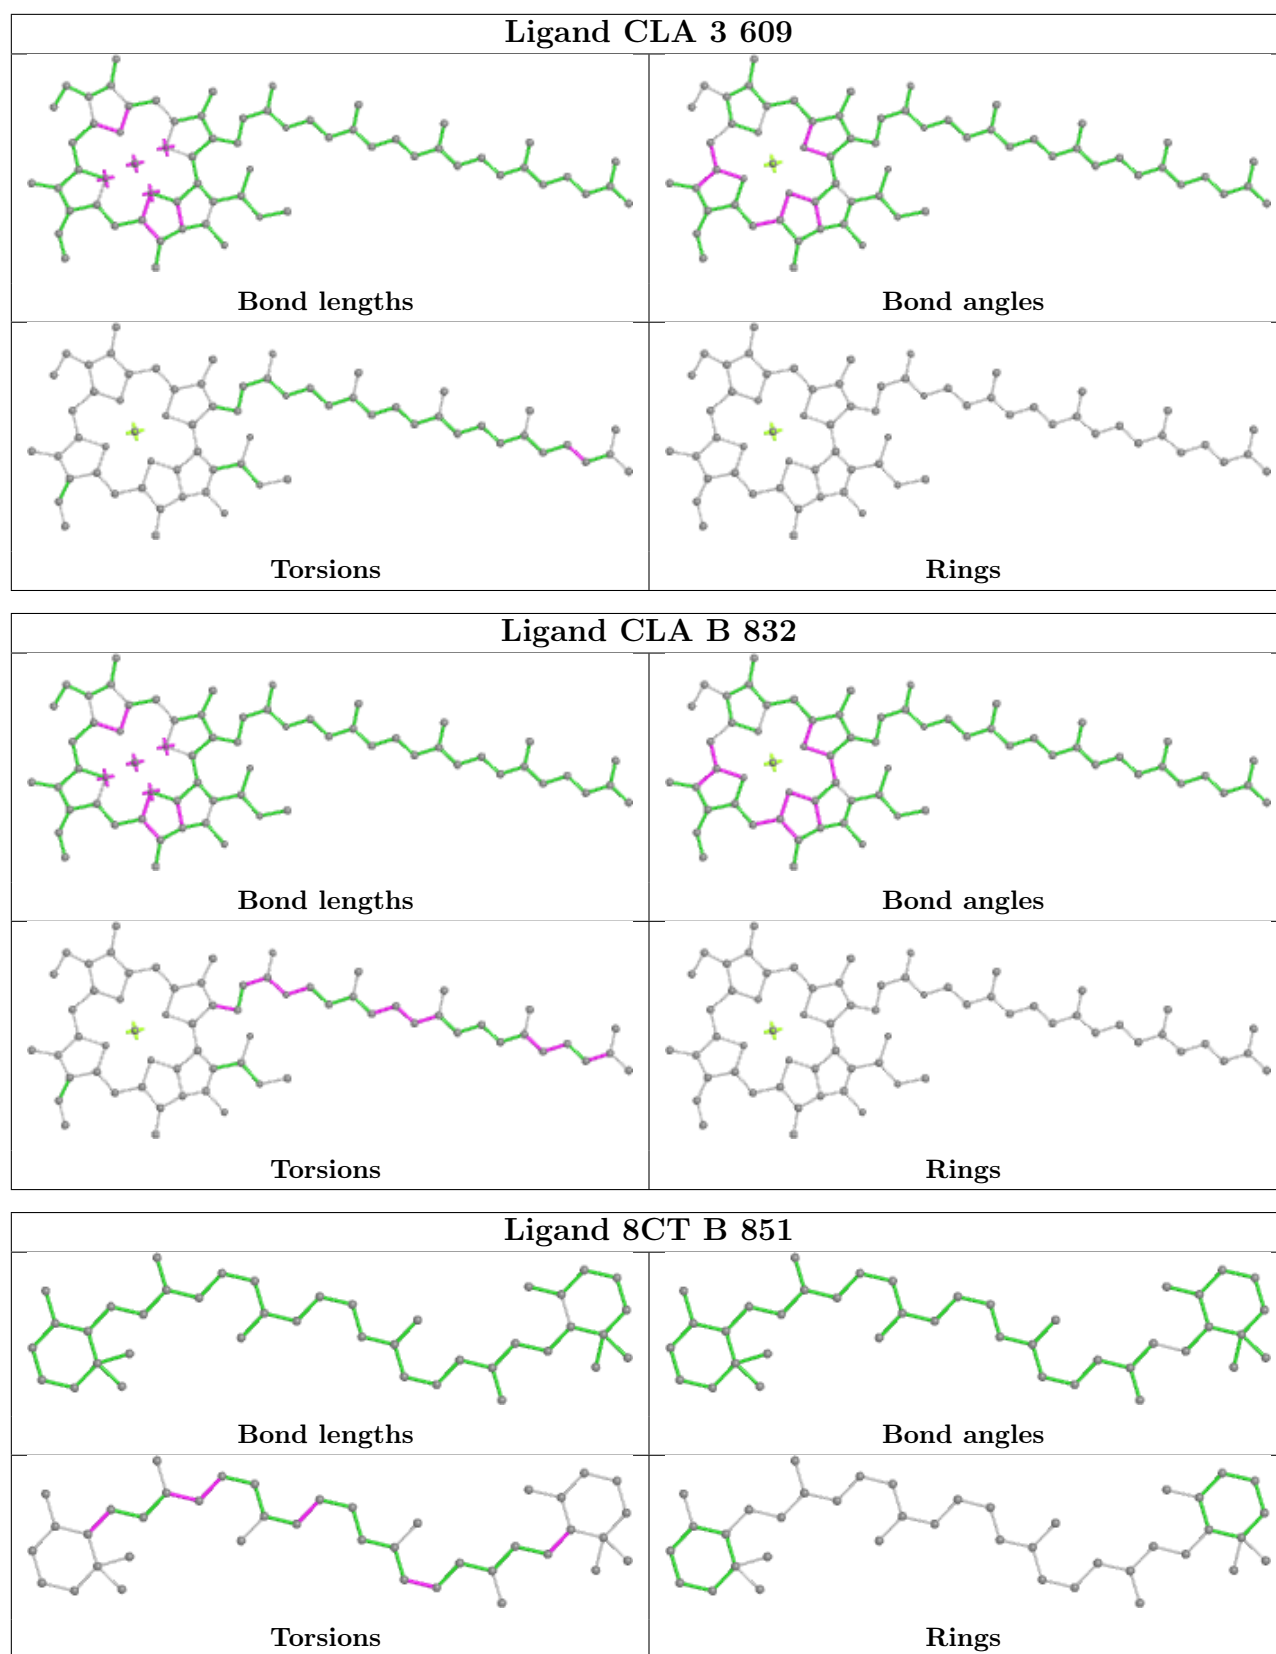 Ligand CLA 3 609
Bond lengths
Bond angles
Torsions
Rings
Ligand CLA B 832
Bond lengths
Bond angles
Torsions
Rings
Ligand 8CT B 851
Bond lengths
Bond angles
Torsions
Rings